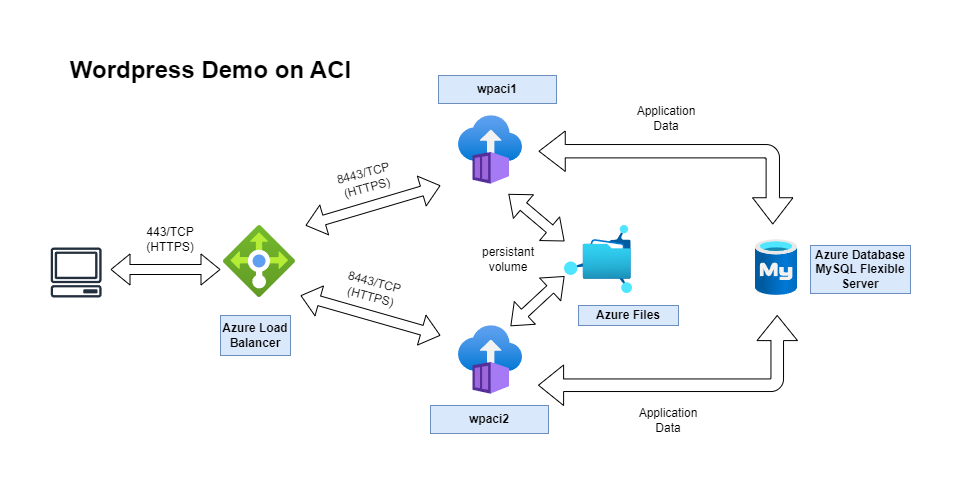 Wordpress Demo on ACI
wpaci1
Application
Data
8443/TCP
(HTTPS)
443/TCP
(HTTPS)
persistant
volume
Azure Database
MySQL Flexible
Server
My
8443/TCP
(HTTPS)
Azure Files
Azure Load
Balancer
wpaci2
Application
Data